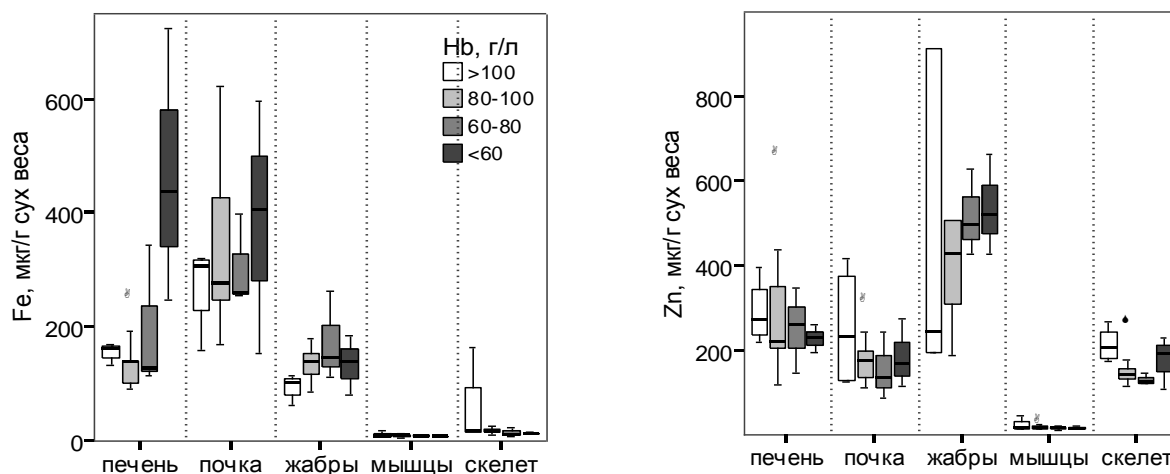 Hb, г/л
>100
80-100
60-80
<60
Fe, мкг/г сух веса
600
400
200
0
печень почка жабры мышцы скелет
Zn, мкг/г сух веса
800
600
400
200
печень почка жабры мышцы скелет